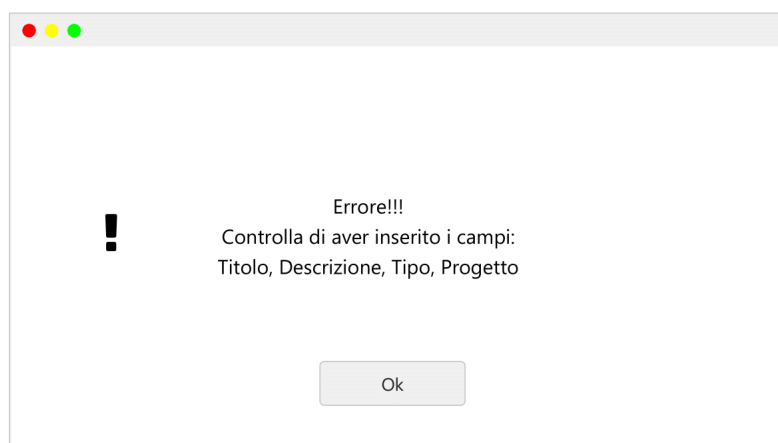 Errore!!!
Controlla di aver inserito i campi:
Titolo, Descrizione, Tipo, Progetto
Ok